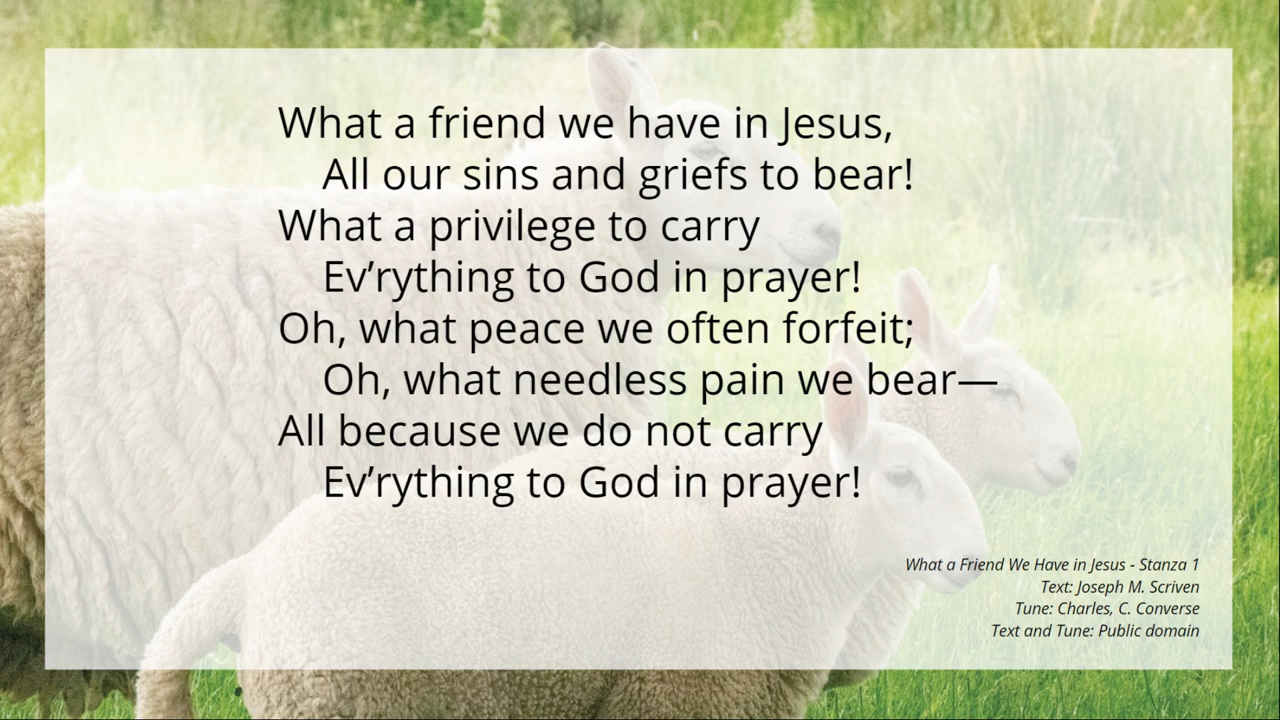 What a friend we have in Jesus,
All our sins and griefs to bear!
What a privilege to carry
Ev’rything to God in prayer!
Oh, what peace we often forfeit;
Oh, what needless pain we bear—
All because we do not carry
Ev’rything to God in prayer!
What a Friend We Have in Jesus - Stanza 1
Text: Joseph M. Scriven
Tune: Charles, C. Converse
Text and Tune: Public domain